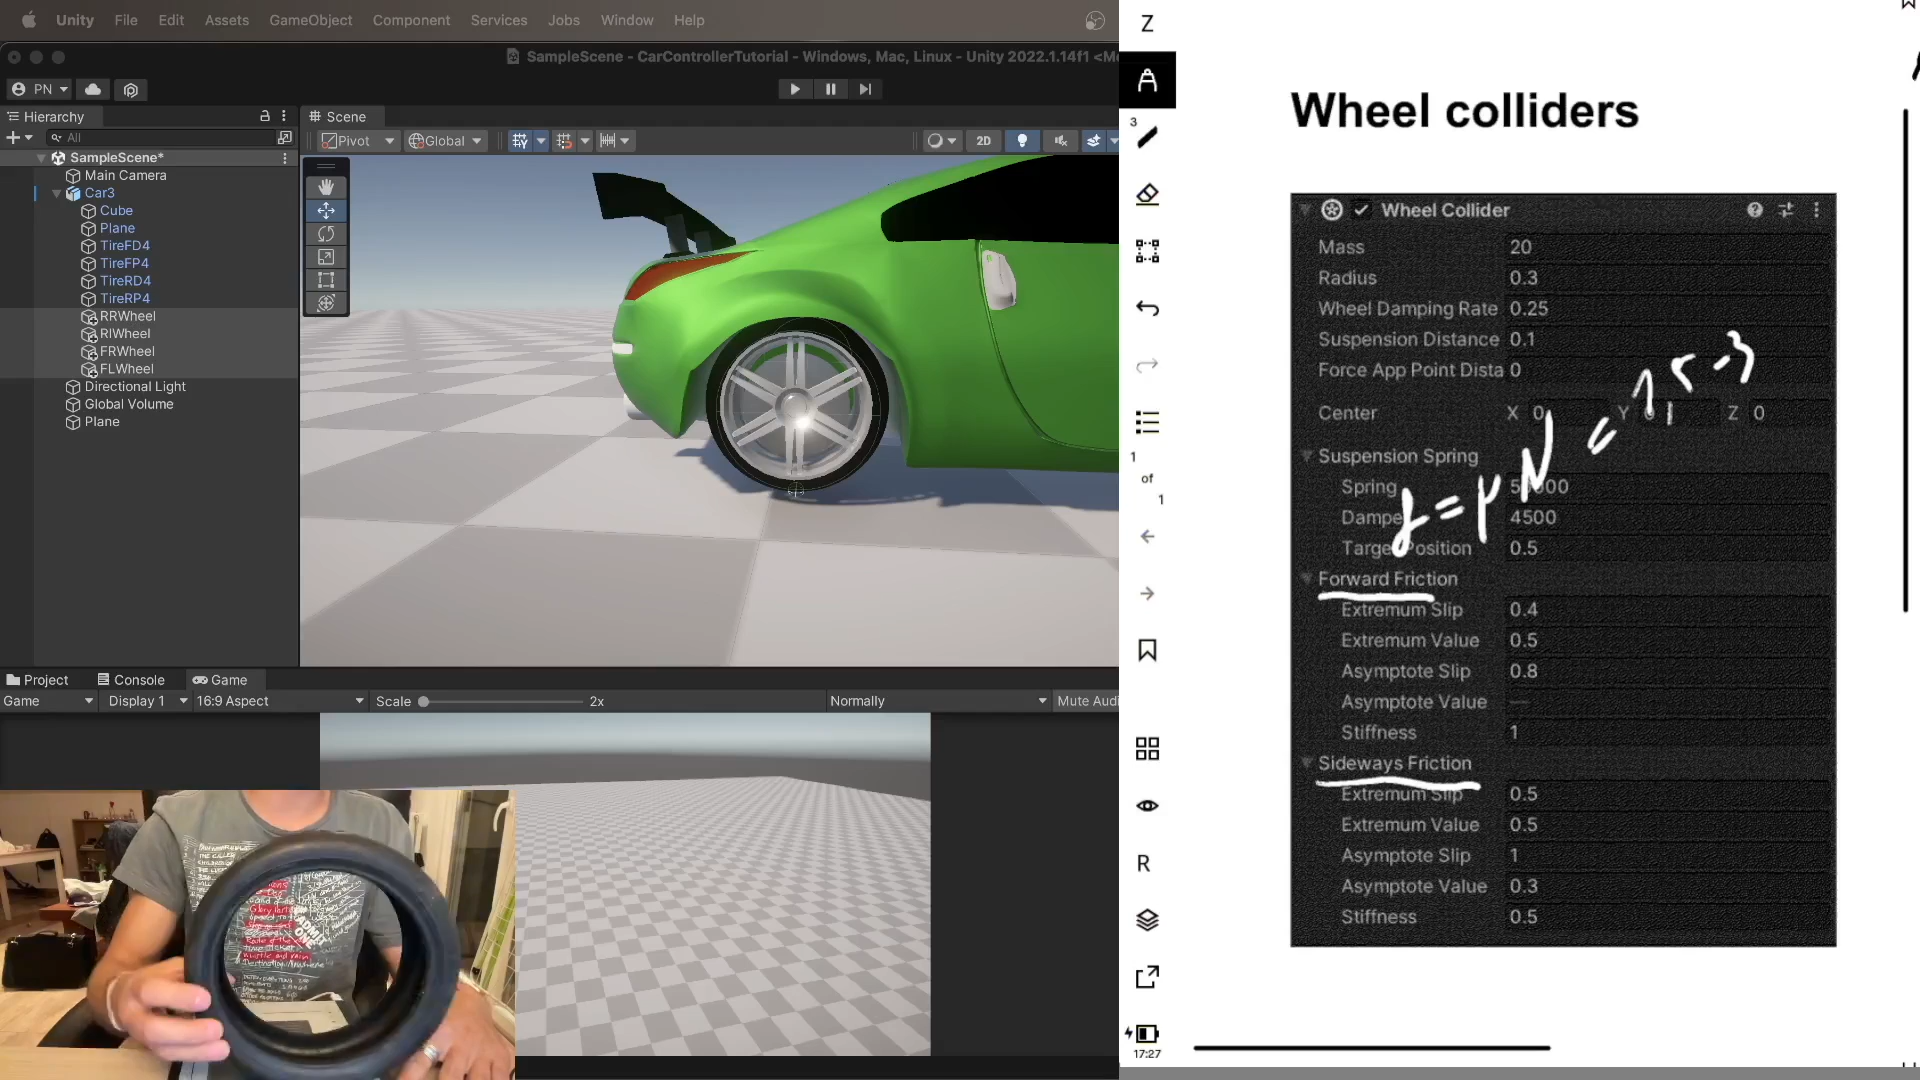 Unity File Edit Assets GameObject Component Services Jobs Window Help
SampleScene - CarControllerTutorial - Windows, Mac, Linux - Unity 2022.1.14f1 <Me
PN
Hierarchy
All
SampleScene*
Main Camera
Car3
Cube
Plane
TireFD4
TireFP4
TireRD4
TireRP4
RRWheel
RlWheel
FRWheel
FLWheel
Directional Light
Global Volume
Plane
Scene
Pivot Global 2D
Project Console Game
Game Display 1 16:9 Aspect Scale 2x Normally Mute Audi
ADMIT
ONE
Z
3
1
of
1
R
17:27
Wheel colliders
Wheel Collider
Mass 20
Radius 0.3
Wheel Damping Rate 0.25
Suspension Distance 0.1
Force App Point Dista 0
Center X 0 Y Z 0
Suspension Spring
Spring
Damper 4500
Target Position 0.5
= μ N =
Forward Friction
Extremum Slip 0.4
Extremum Value 0.5
Asymptote Slip 0.8
Asymptote Value —
Stiffness 1
Sideways Friction
Extremum Slip 0.5
Extremum Value 0.5
Asymptote Slip 1
Asymptote Value 0.3
Stiffness 0.5